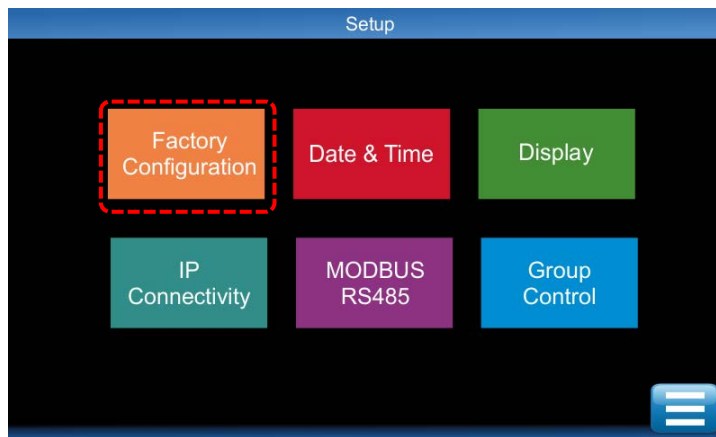 Setup
Factory
Configuration
Date & Time
Display
IP
Connectivity
MODBUS
RS485
Group
Control